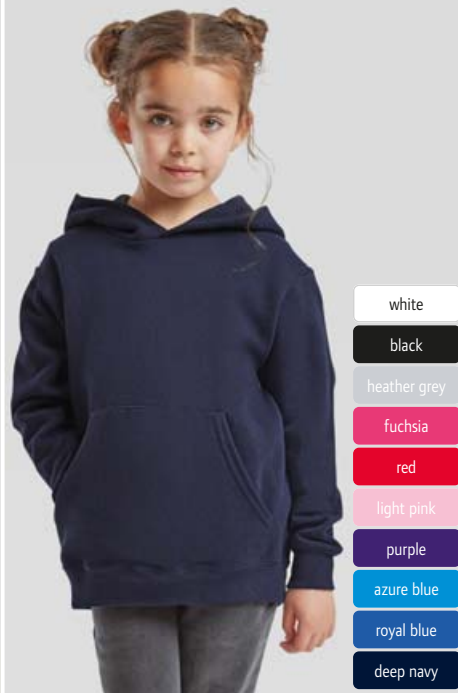 white
black
heather grey
fuchsia
red
light pink
purple
azure blue
royal blue
deep navy